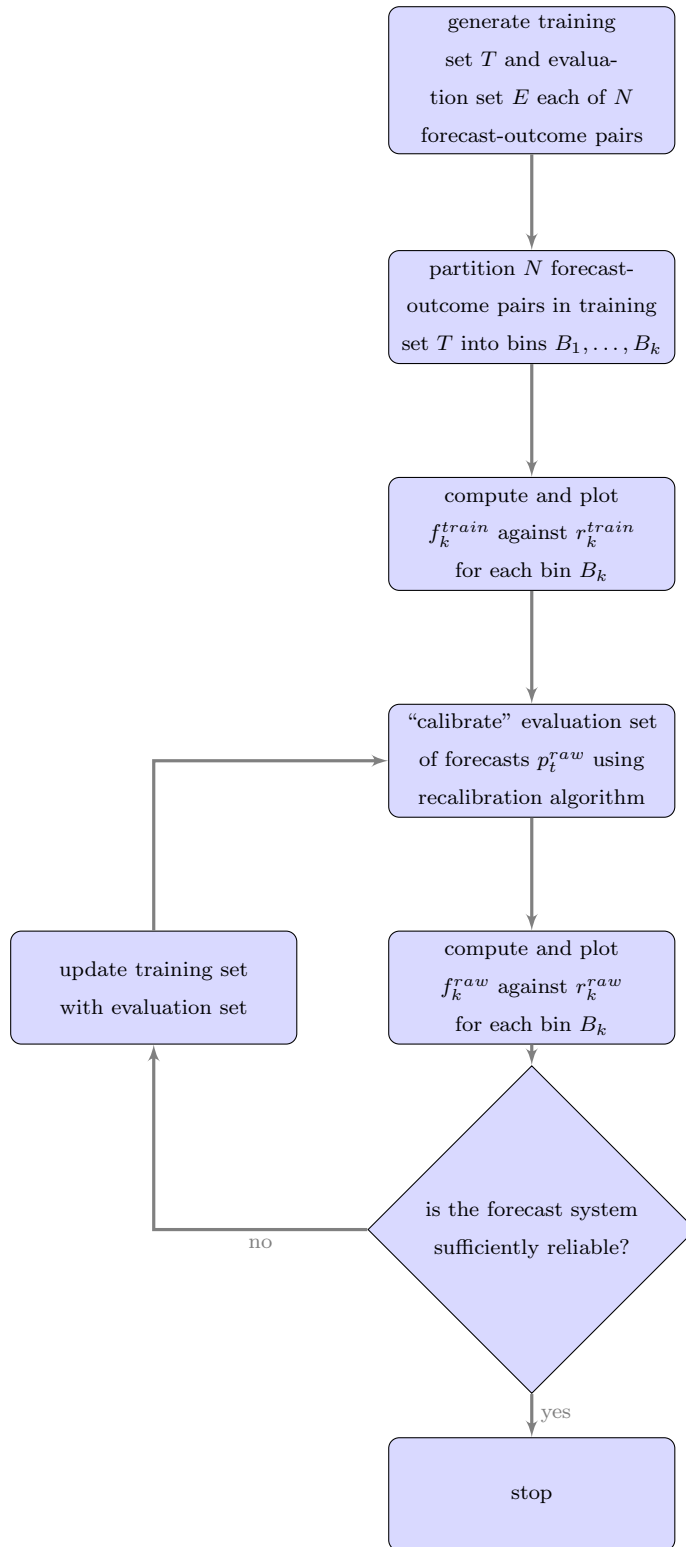 generate training
set T and evalua-
tion set E each of N
forecast-outcome pairs
partition N forecast-
outcome pairs in training
set T into bins B_1, . . . , B_k
compute and plot
f_k^{train} against r_k^{train}
for each bin B_k
“calibrate” evaluation set
of forecasts p_t^{raw} using
recalibration algorithm
update training set
with evaluation set
compute and plot
f_k^{raw} against r_k^{raw}
for each bin B_k
is the forecast system
sufficiently reliable?
no
yes
stop